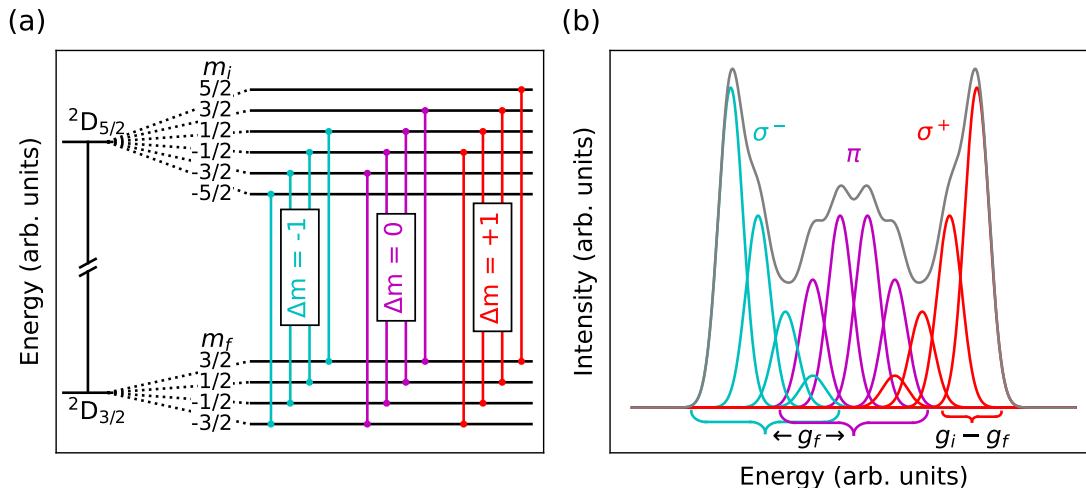 (a)
Energy (arb. units)
m_i
5/2
3/2
1/2
-1/2
-3/2
-5/2
²D₅/₂
Δm = -1
Δm = 0
Δm = +1
m_f
3/2
1/2
-1/2
-3/2
²D₃/₂
(b)
Intensity (arb. units)
σ⁻
π
σ⁺
←g_f→
g_i − g_f
Energy (arb. units)